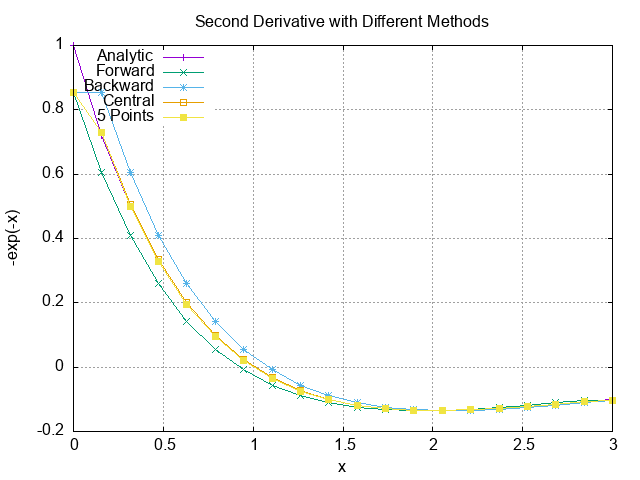 Second Derivative with Different Methods
Analytic
Forward
Backward
Central
5 Points
1
0.8
0.6
0.4
0.2
0
-0.2
-exp(-x)
0 0.5 1 1.5 2 2.5 3
x